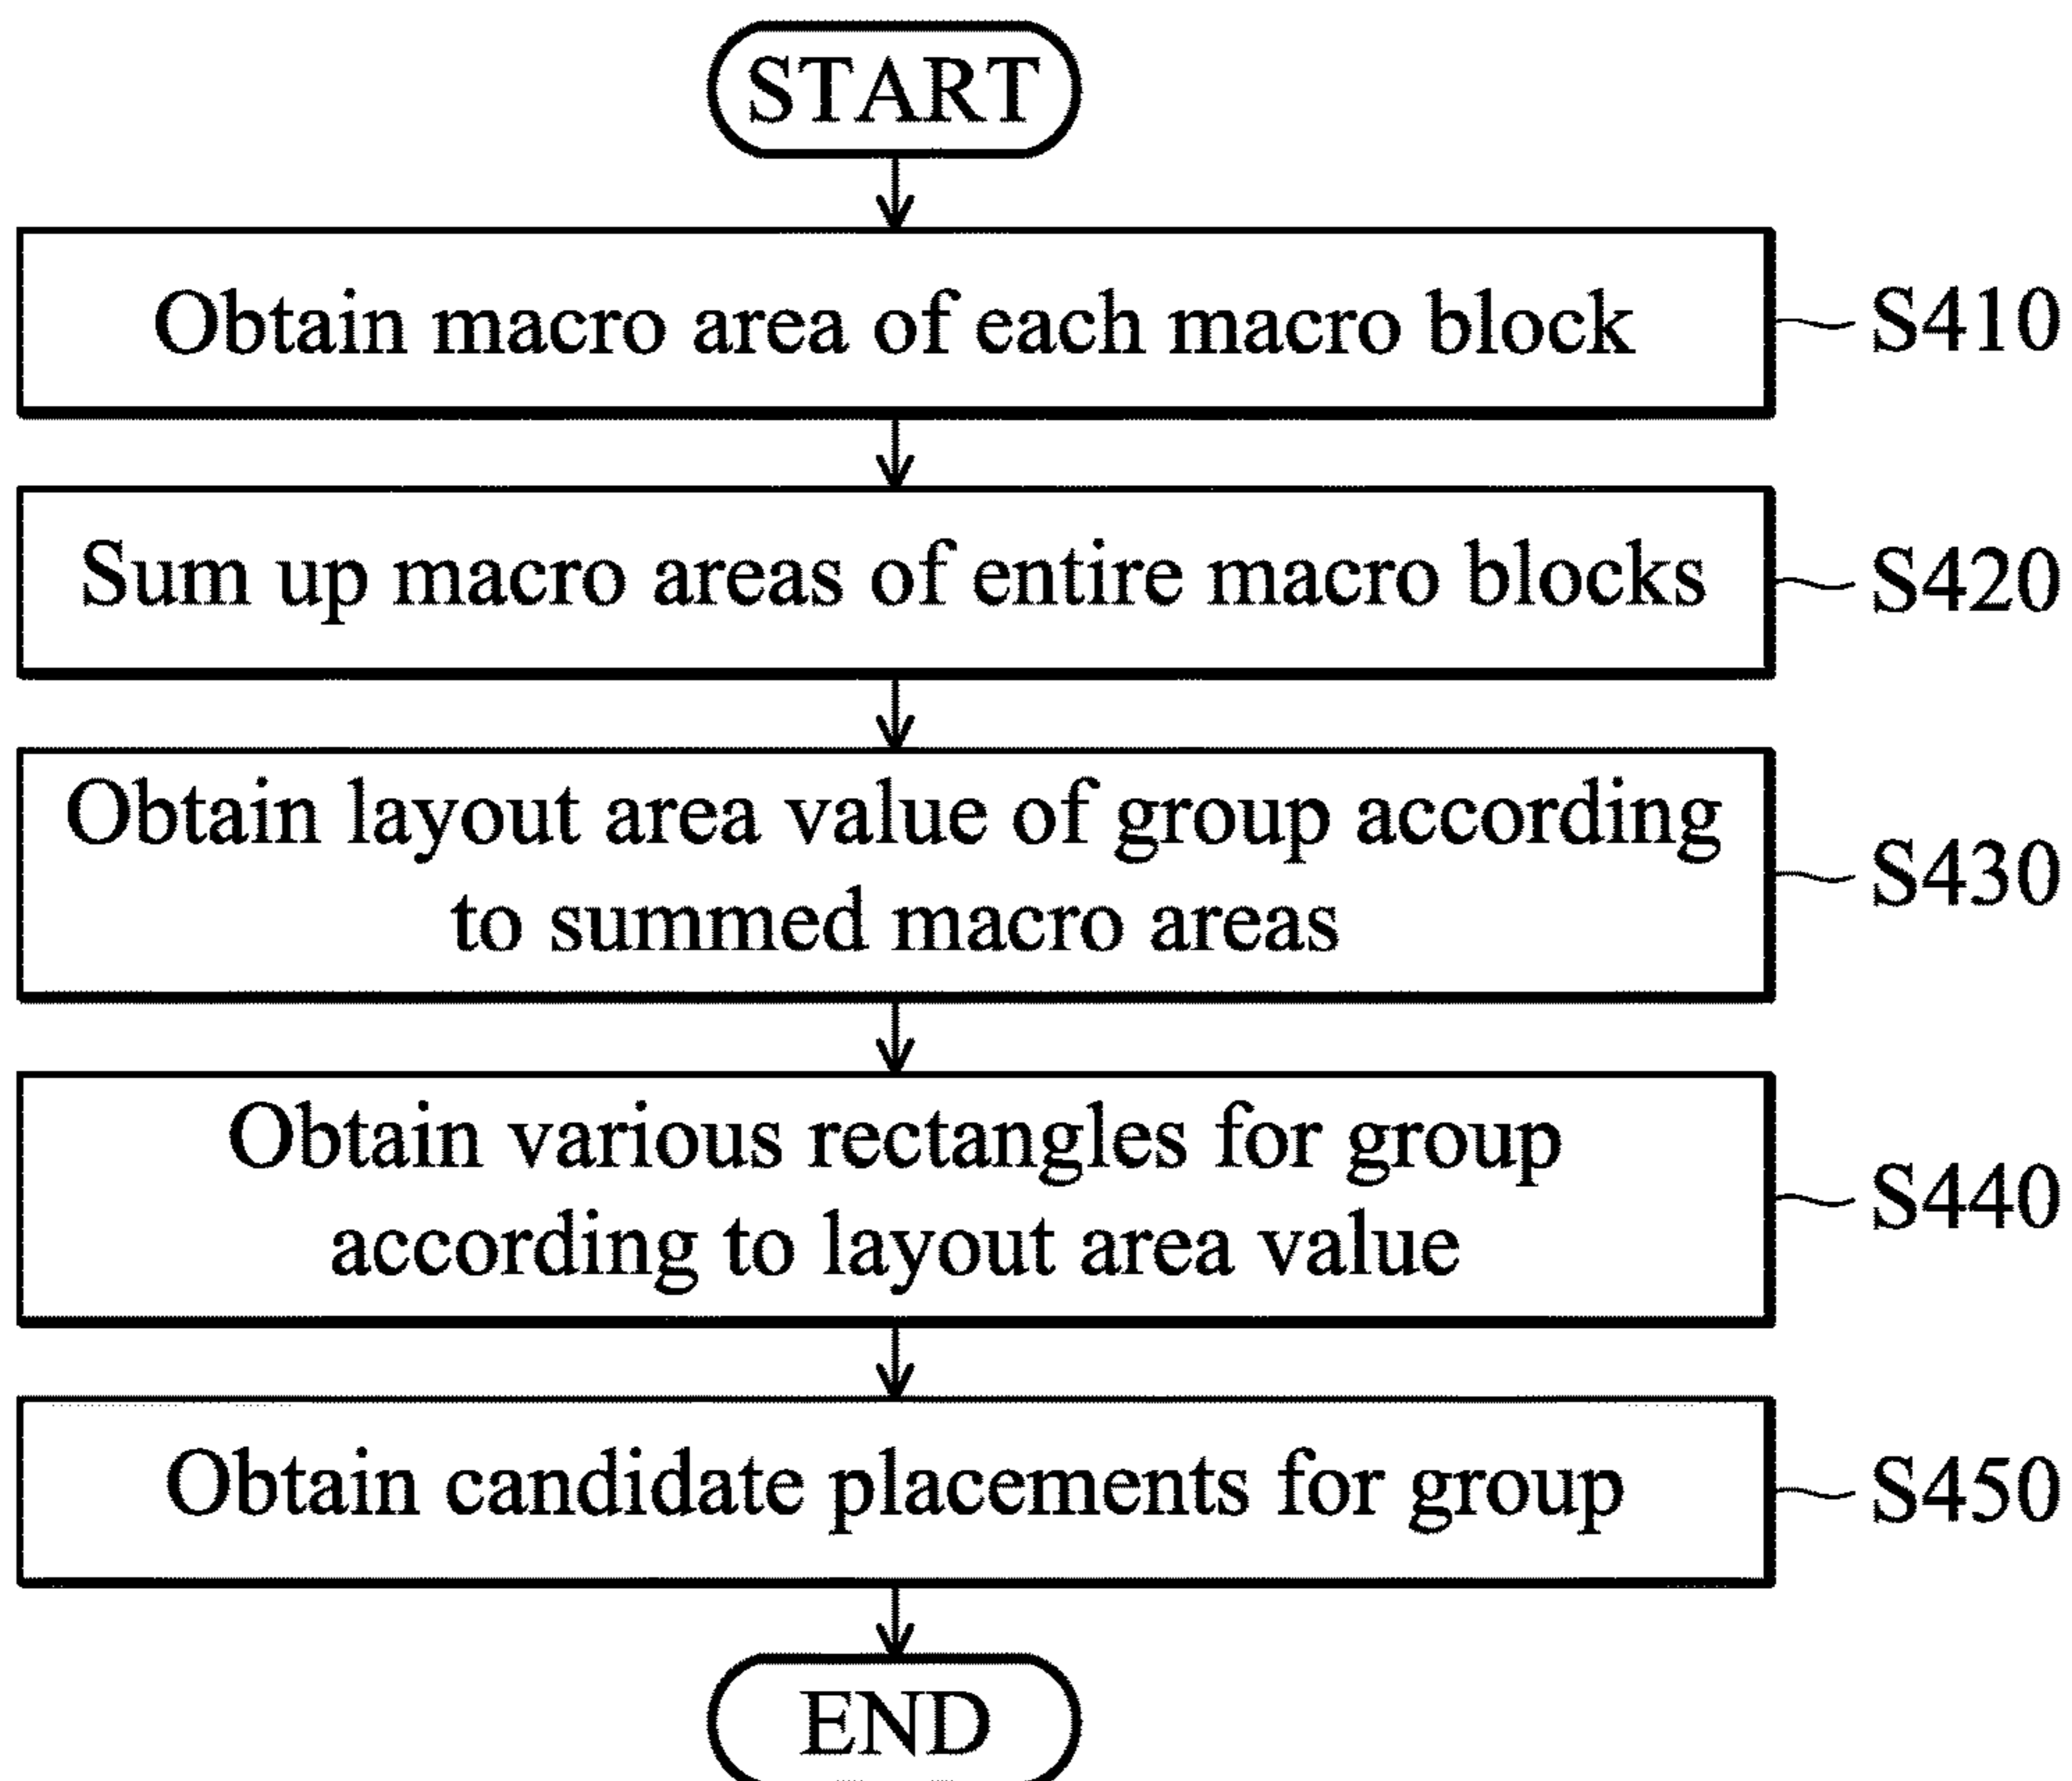 START
Obtain macro area of each macro block
S410
Sum up macro areas of entire macro blocks
S420
Obtain layout area value of group according
to summed macro areas
S430
Obtain various rectangles for group
according to layout area value
S440
Obtain candidate placements for group
S450
END